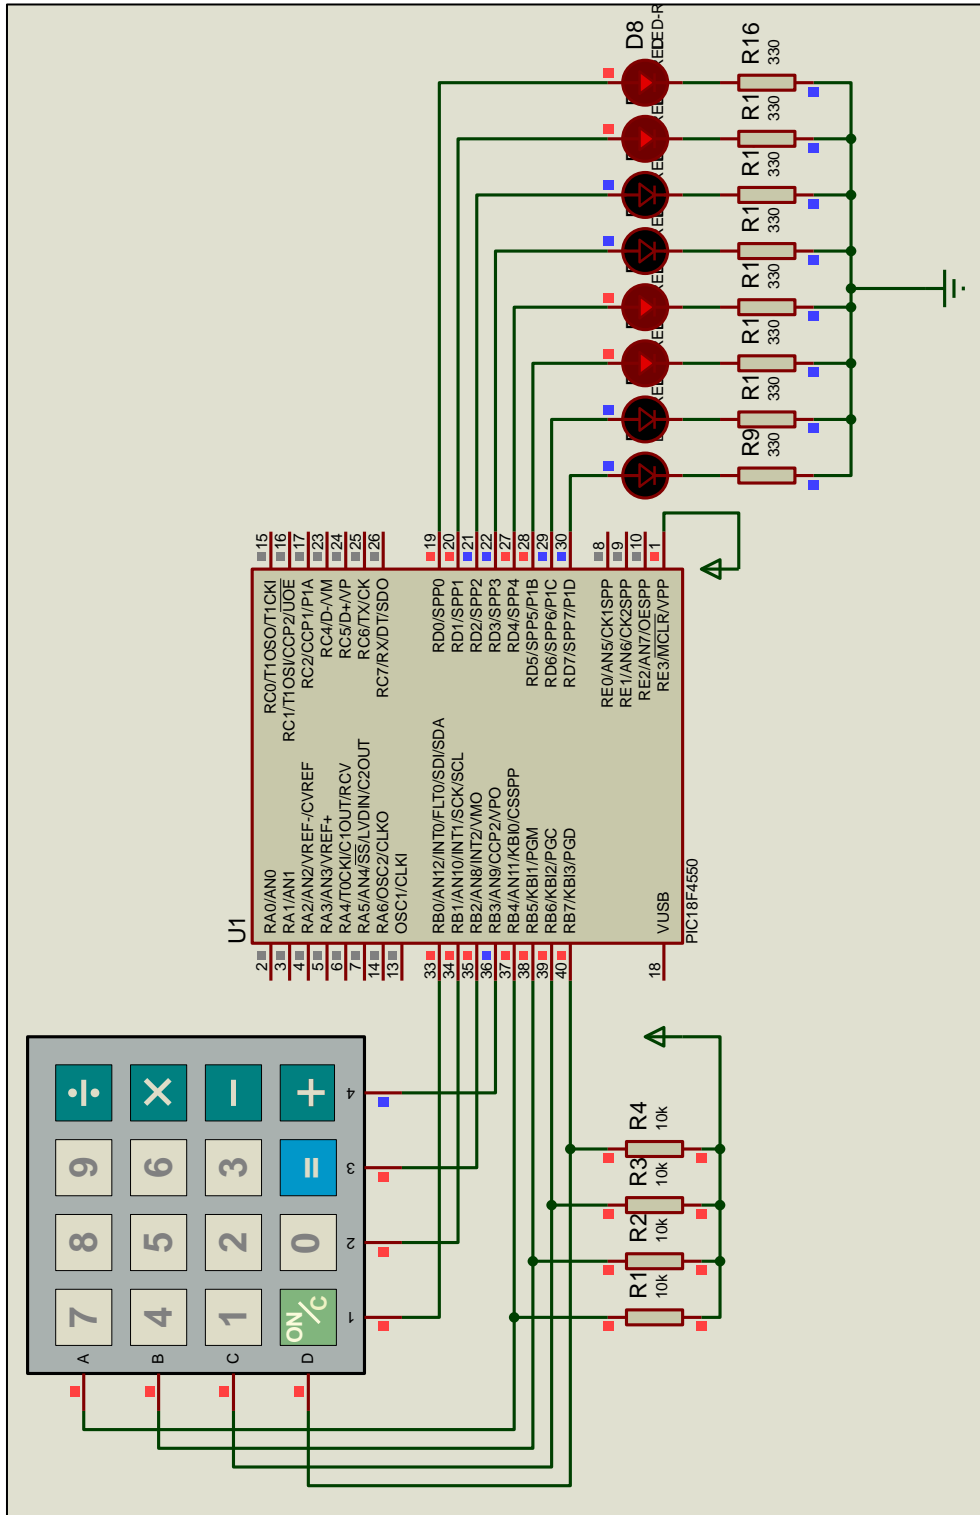 U1
2 RA0/AN0
3 RA1/AN1
4 RA2/AN2/VREF-/CVREF
5 RA3/AN3/VREF+
6 RA4/T0CKI/C1OUT/RCV
7 RA5/AN4/SS/LVDIN/C2OUT
14 RA6/OSC2/CLKO
13 OSC1/CLKI
33 RB0/AN12/INT0/FLT0/SDI/SDA
34 RB1/AN10/INT1/SCK/SCL
35 RB2/AN8/INT2/VMO
36 RB3/AN9/CCP2/VPO
37 RB4/AN11/KBI0/CSSPP
38 RB5/KBI1/PGM
39 RB6/KBI2/PGC
40 RB7/KBI3/PGD
18 VUSB
PIC18F4550
RC0/T1OSO/T1CKI 15
RC1/T1OSI/CCP2/UOE 16
RC2/CCP1/P1A 17
RC4/D-/VM 23
RC5/D+/VP 24
RC6/TX/CK 25
RC7/RX/DT/SDO 26
RD0/SPP0 19
RD1/SPP1 20
RD2/SPP2 21
RD3/SPP3 22
RD4/SPP4 27
RD5/SPP5/P1B 28
RD6/SPP6/P1C 29
RD7/SPP7/P1D 30
RE0/AN5/CK1SPP 8
RE1/AN6/CK2SPP 9
RE2/AN7/OESPP 10
RE3/MCLR/VPP 1
A 7 8 9 ÷
B 4 5 6 ×
C 1 2 3 −
D ON/C 0 = +
1 2 3 4
R1
10k
R2
10k
R3
10k
R4
10k
D8
R16
330
R1
330
R1
330
R1
330
R1
330
R1
330
R1
330
R9
330